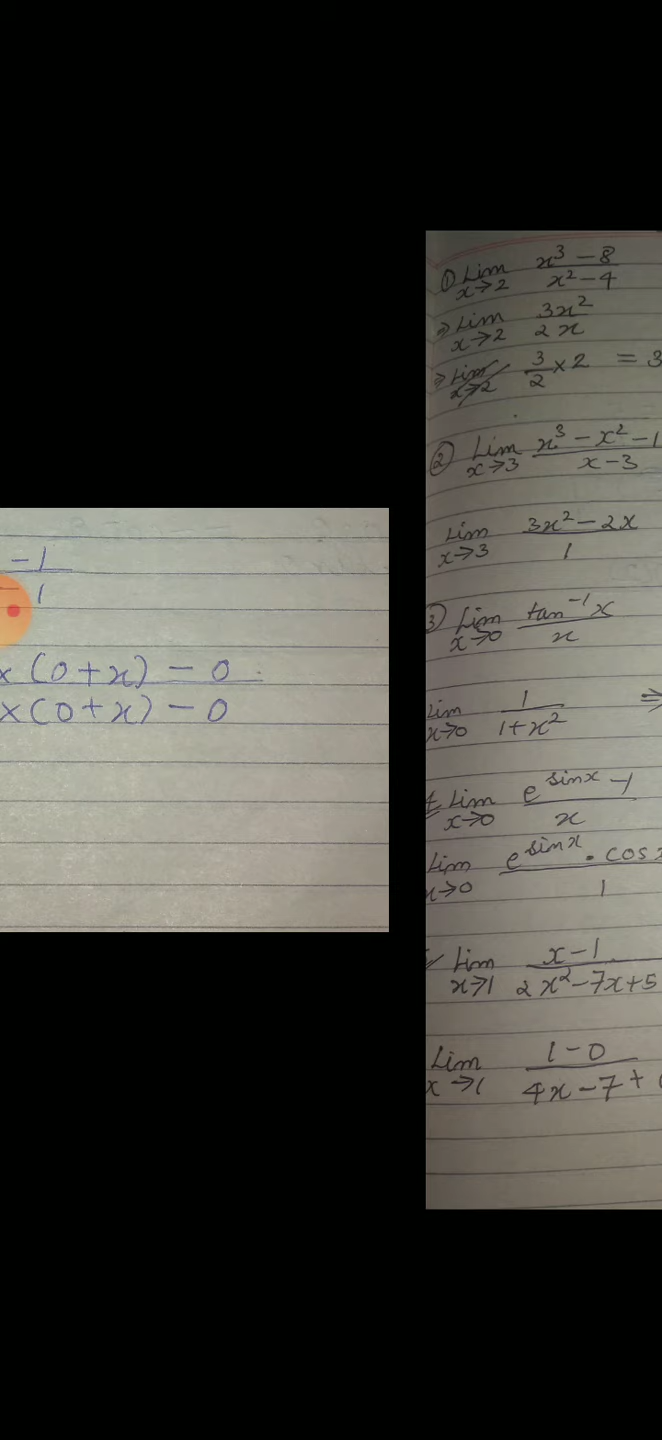 -1
- 1
x (0+x) - 0
x (0+x) - 0
① Lim x→2 x³ - 8 / x² - 4
⇒ Lim x→2 3x² / 2x
⇒ Lim x→2 3/2 × 2 = 3
② Lim x→3 x³ - x² - 1 / x - 3
Lim x→3 3x² - 2x / 1
3) Lim x→0 tan⁻¹x / x
Lim x→0 1 / 1+x² ⇒
Lim x→0 e^sinx - 1 / x
Lim x→0 e^sinx . cosx / 1
Lim x→1 x - 1 / 2x² - 7x + 5
Lim x→1 1 - 0 / 4x - 7 +